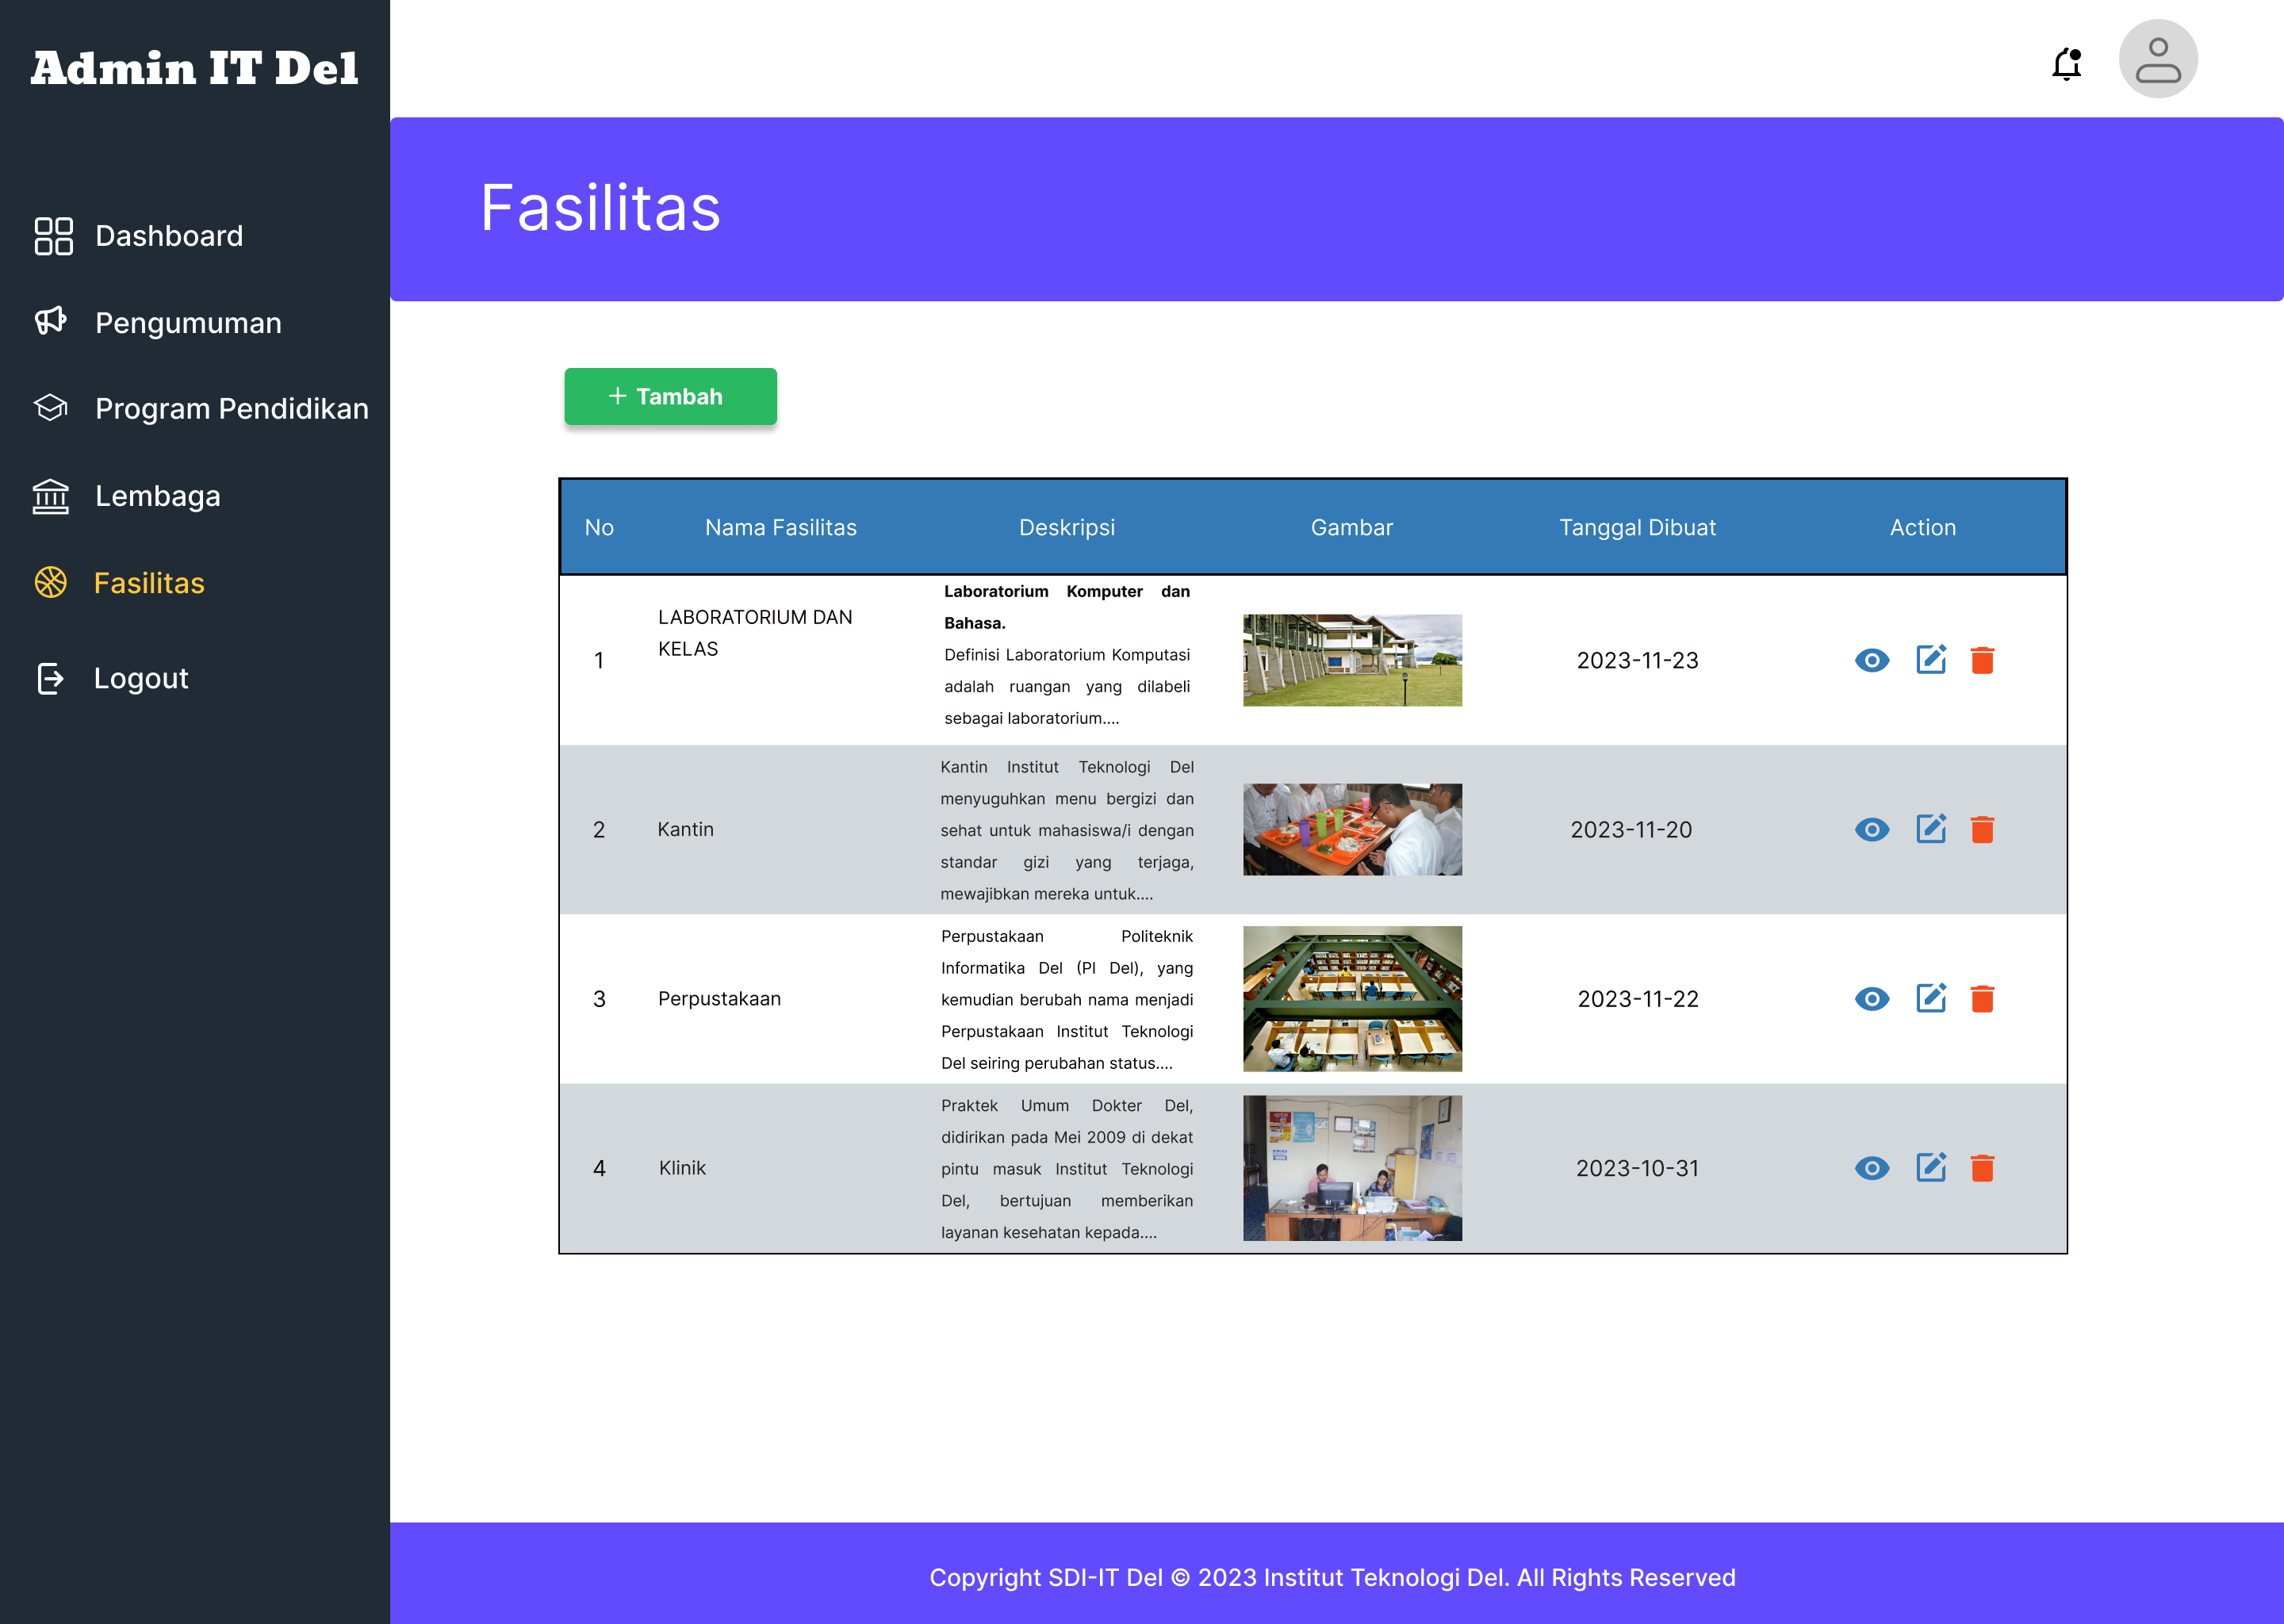 Admin IT Del
Dashboard
Pengumuman
Program Pendidikan
Lembaga
Fasilitas
Logout
Fasilitas
+ Tambah
No Nama Fasilitas Deskripsi Gambar Tanggal Dibuat Action
1
LABORATORIUM DAN
KELAS
Laboratorium Komputer dan
Bahasa.
Definisi Laboratorium Komputasi
adalah ruangan yang dilabeli
sebagai laboratorium....
2023-11-23
2
Kantin
Kantin Institut Teknologi Del
menyuguhkan menu bergizi dan
sehat untuk mahasiswa/i dengan
standar gizi yang terjaga,
mewajibkan mereka untuk....
2023-11-20
3
Perpustakaan
Perpustakaan Politeknik
Informatika Del (PI Del), yang
kemudian berubah nama menjadi
Perpustakaan Institut Teknologi
Del seiring perubahan status....
2023-11-22
4
Klinik
Praktek Umum Dokter Del,
didirikan pada Mei 2009 di dekat
pintu masuk Institut Teknologi
Del, bertujuan memberikan
layanan kesehatan kepada....
2023-10-31
Copyright SDI-IT Del © 2023 Institut Teknologi Del. All Rights Reserved